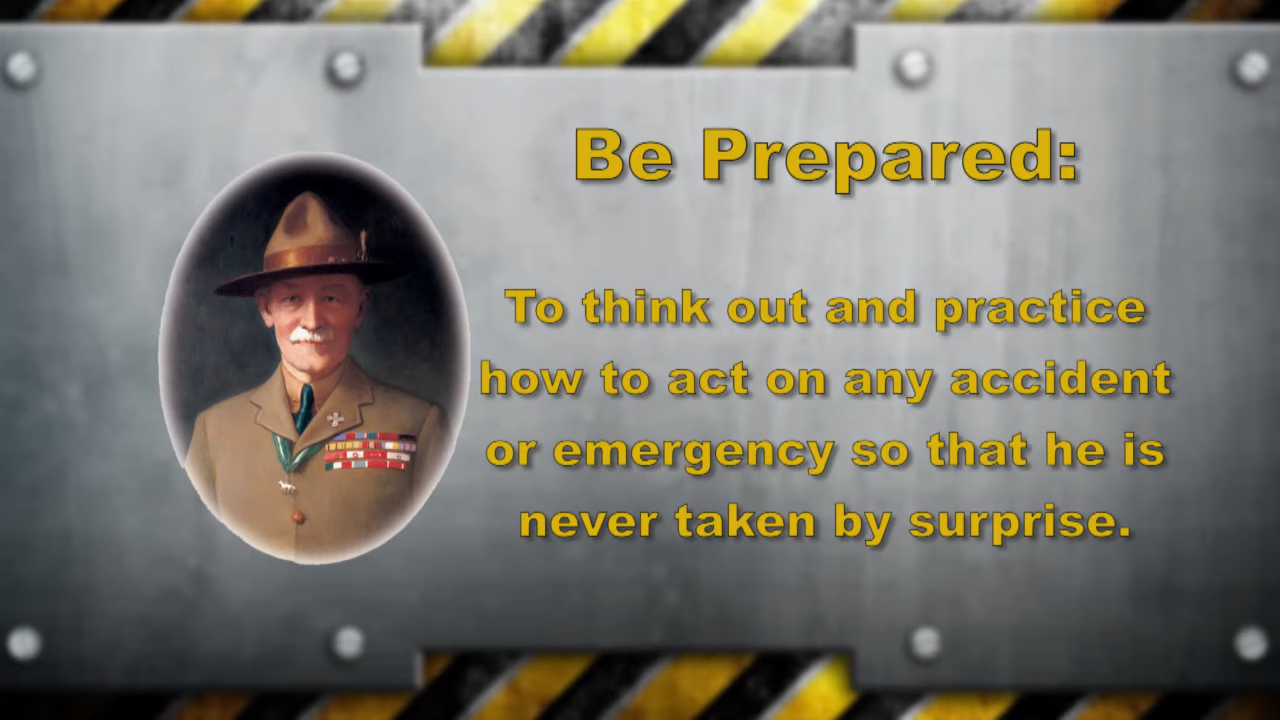 Be Prepared:
To think out and practice
how to act on any accident
or emergency so that he is
never taken by surprise.